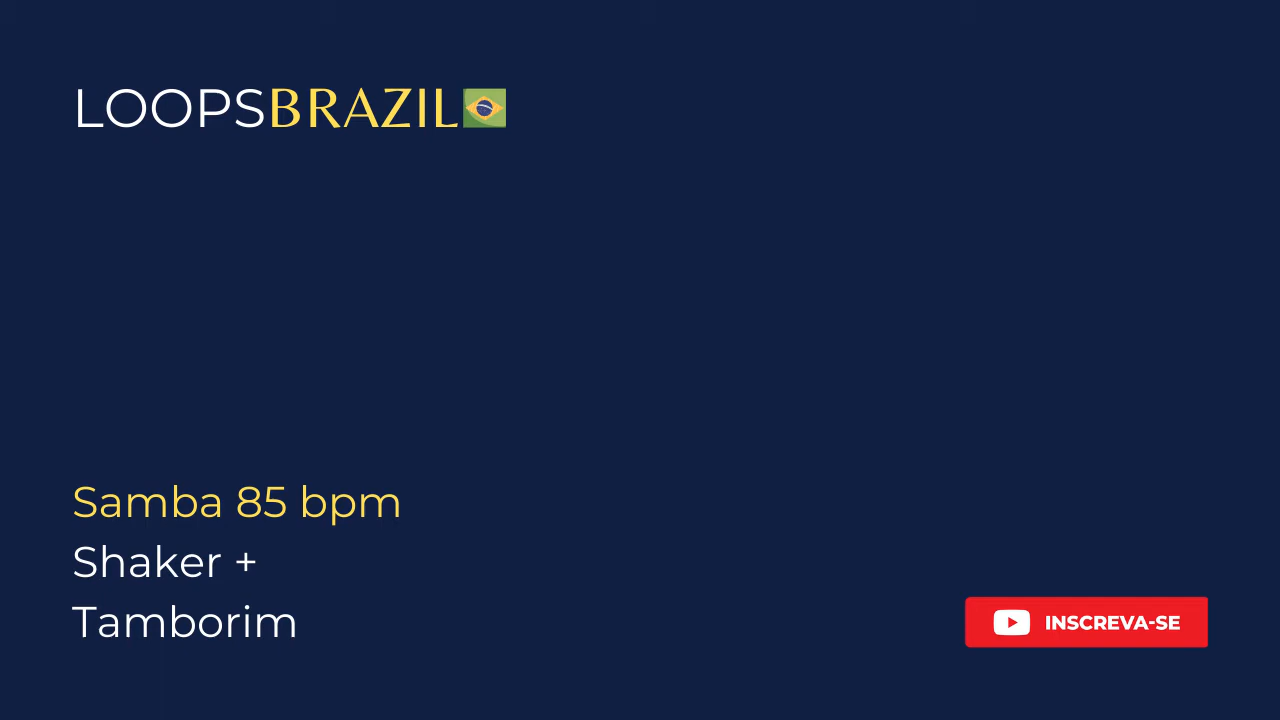 LOOPSBRAZIL
Samba 85 bpm
Shaker +
Tamborim
INSCREVA-SE